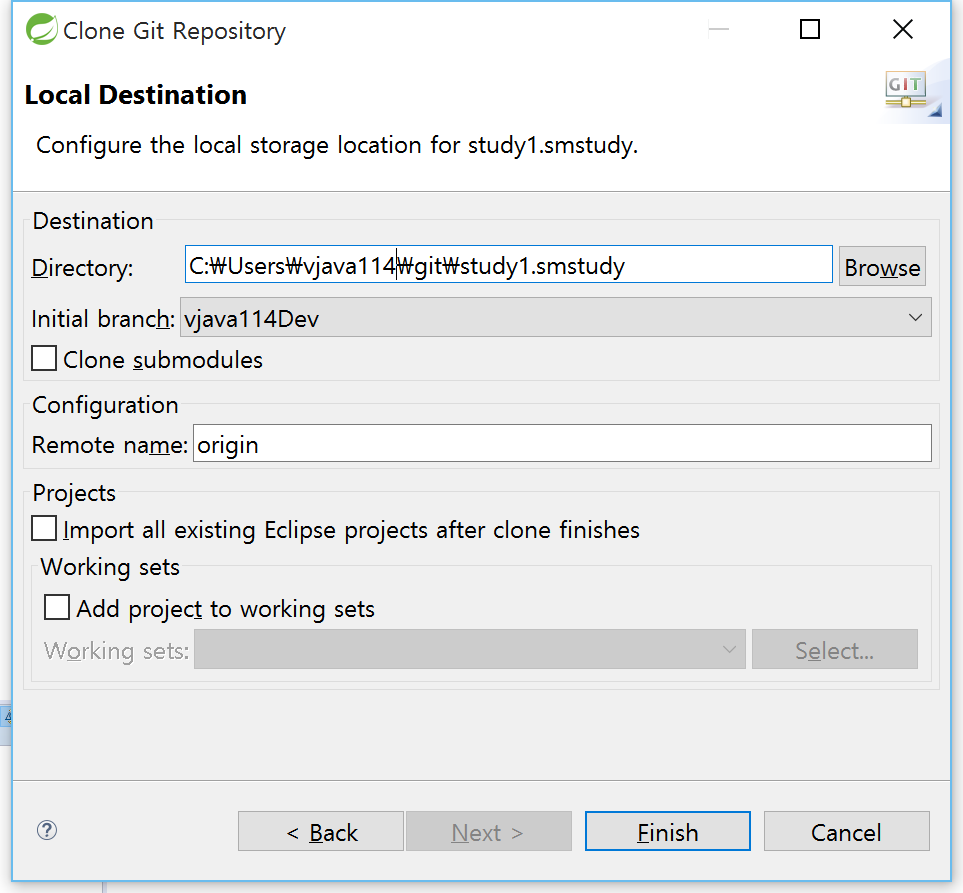 Clone Git Repository
Local Destination
GIT
Configure the local storage location for study1.smstudy.
Destination
Directory: C:₩Users₩vjava114₩git₩study1.smstudy Browse
Initial branch: vjava114Dev
Clone submodules
Configuration
Remote name: origin
Projects
Import all existing Eclipse projects after clone finishes
Working sets
Add project to working sets
Working sets: Select...
4
? < Back Next > Finish Cancel